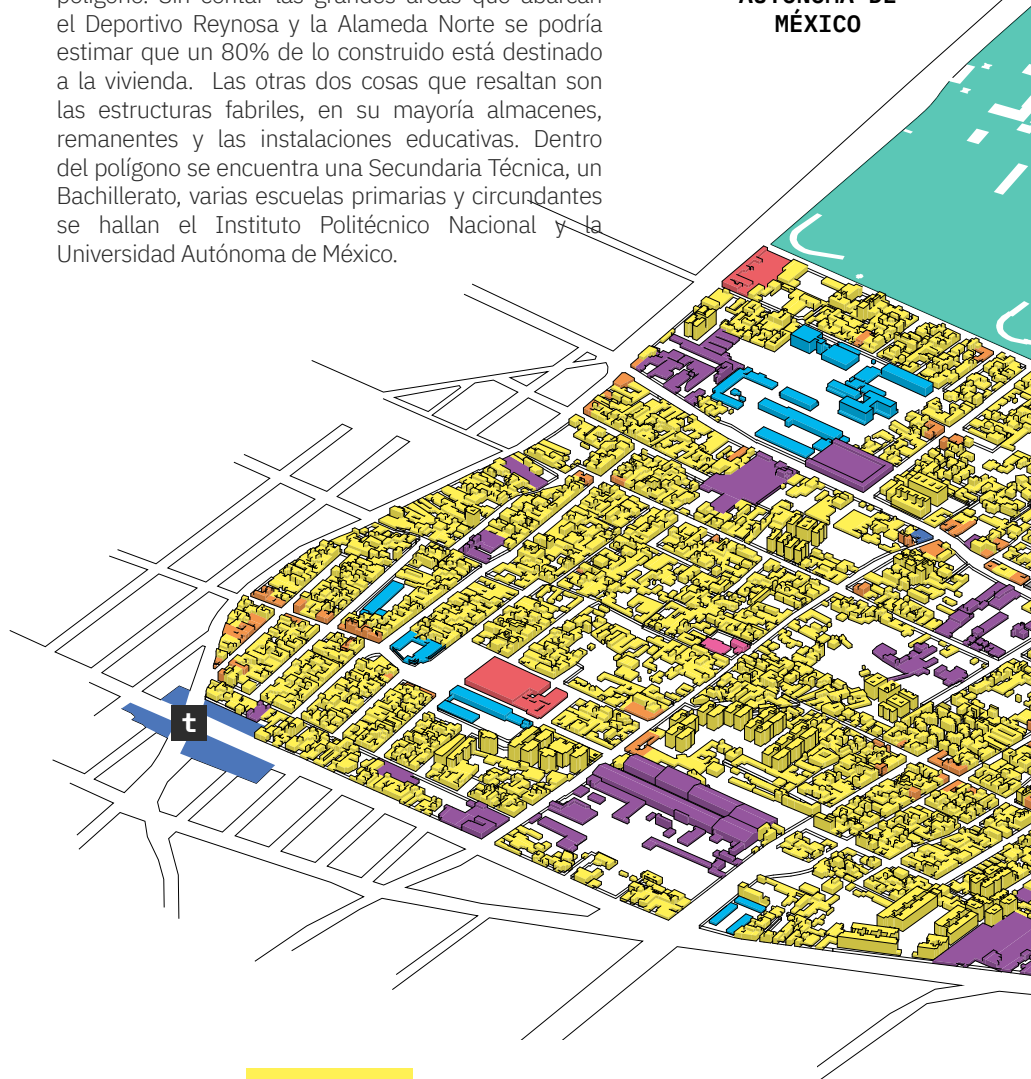 polígono. Sin contar las grandes áreas que abarcan
el Deportivo Reynosa y la Alameda Norte se podría
estimar que un 80% de lo construido está destinado
a la vivienda. Las otras dos cosas que resaltan son
las estructuras fabriles, en su mayoría almacenes,
remanentes y las instalaciones educativas. Dentro
del polígono se encuentra una Secundaria Técnica, un
Bachillerato, varias escuelas primarias y circundantes
se hallan el Instituto Politécnico Nacional y la
Universidad Autónoma de México.
AUTÓNOMA DE
MÉXICO
t